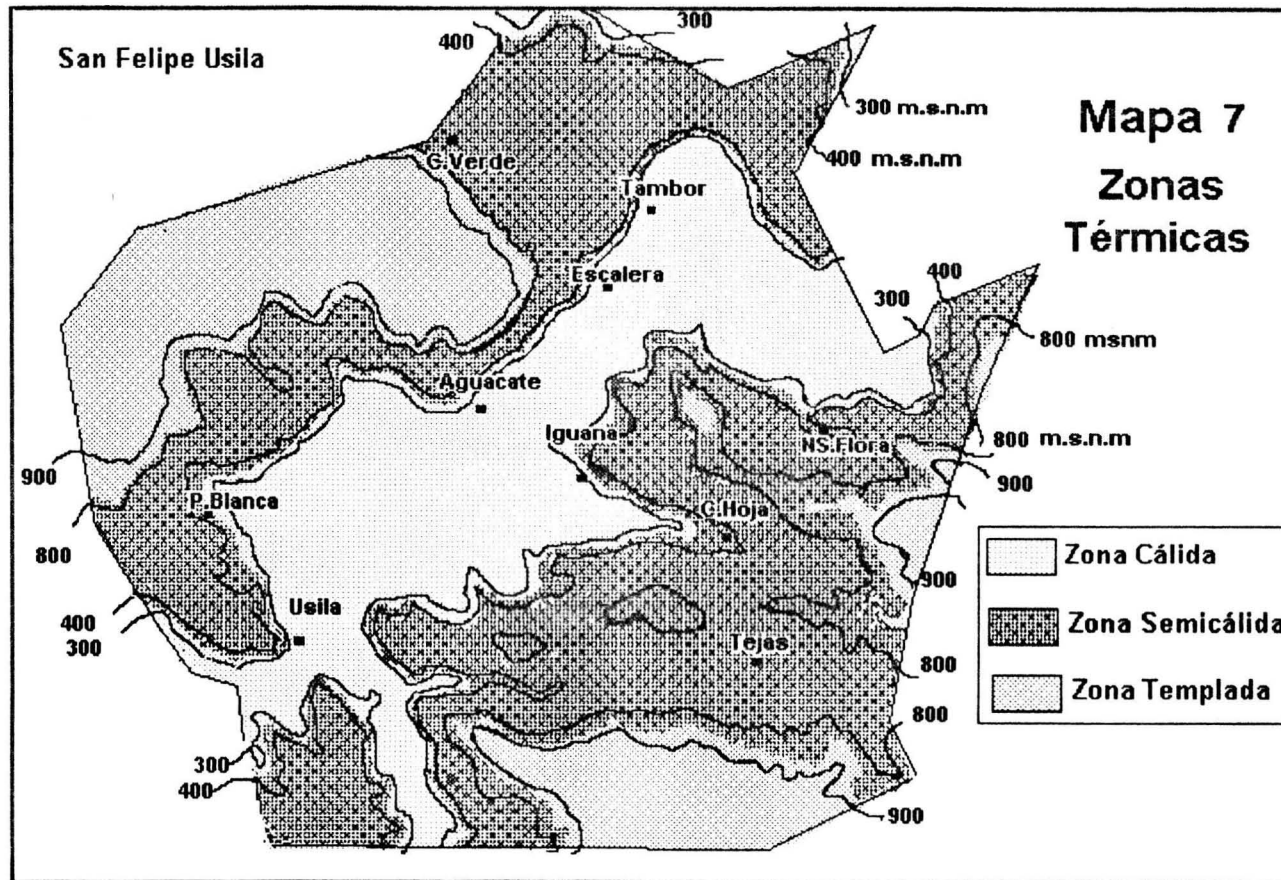 San Felipe Usila
400
300
300 m.s.n.m
400 m.s.n.m
Mapa 7
Zonas
Térmicas
C.Verde
Tambor
Escalera
400
300
800 msnm
Aguacate
Iguana
NS.Flora
800 m.s.n.m
900
900
P.Blanca
C.Hoja
800
Zona Cálida
900
Usila
400
300
Zona Semicálida
Tejas
800
Zona Templada
800
300
400
900